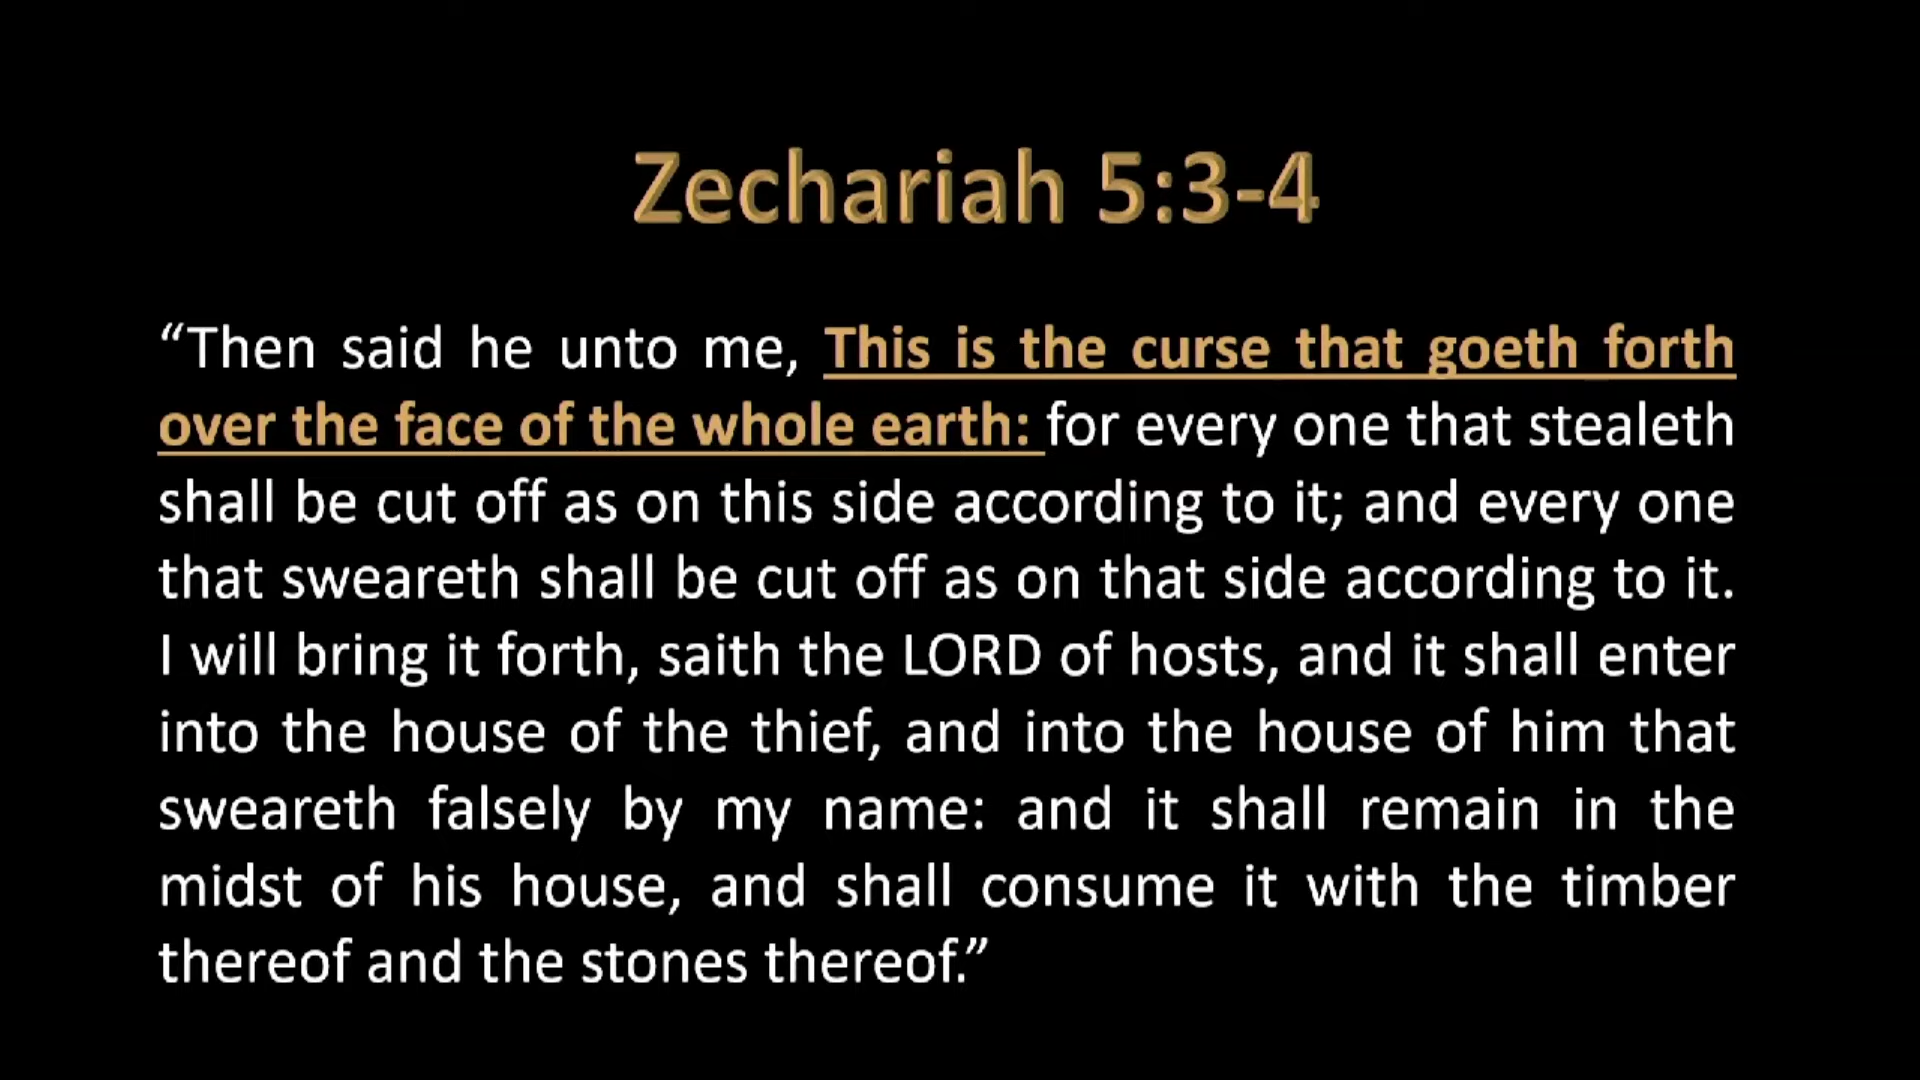 Zechariah 5:3-4
“Then said he unto me, This is the curse that goeth forth
over the face of the whole earth: for every one that stealeth
shall be cut off as on this side according to it; and every one
that sweareth shall be cut off as on that side according to it.
I will bring it forth, saith the LORD of hosts, and it shall enter
into the house of the thief, and into the house of him that
sweareth falsely by my name: and it shall remain in the
midst of his house, and shall consume it with the timber
thereof and the stones thereof.”